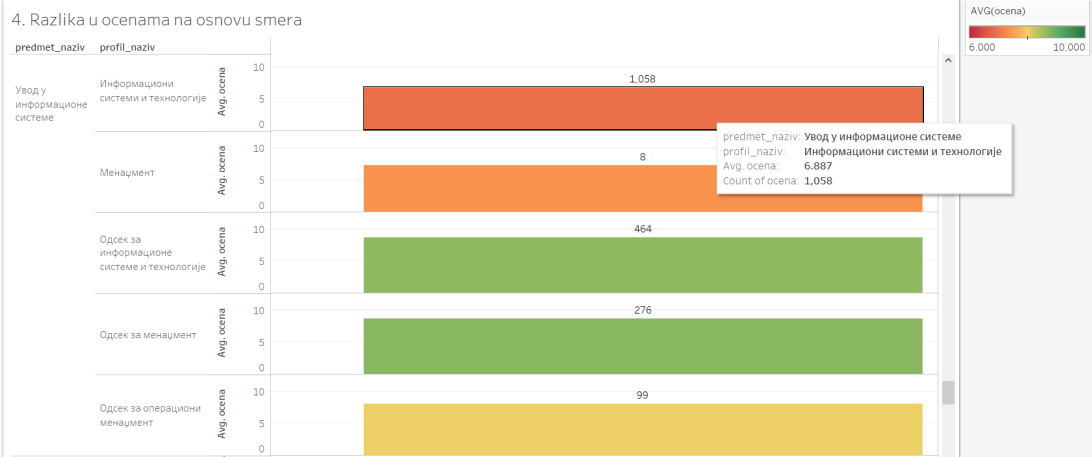 4. Razlika u ocenama na osnovu smera
AVG(ocena)
6.000 10.000
predmet_naziv profil_naziv
Увод у
информационе
системе
Информациони
системи и технологије
Avg. ocena
10
5
0
1,058
predmet_naziv: Увод у информационе системе
profil_naziv: Информациони системи и технологије
Avg. ocena: 6.887
Count of ocena: 1,058
Менаџмент
Avg. ocena
10
5
0
8
Одсек за
информационе
системе и технологије
Avg. ocena
10
5
0
464
Одсек за менаџмент
Avg. ocena
10
5
0
276
Одсек за операциони
менаџмент
Avg. ocena
10
5
0
99